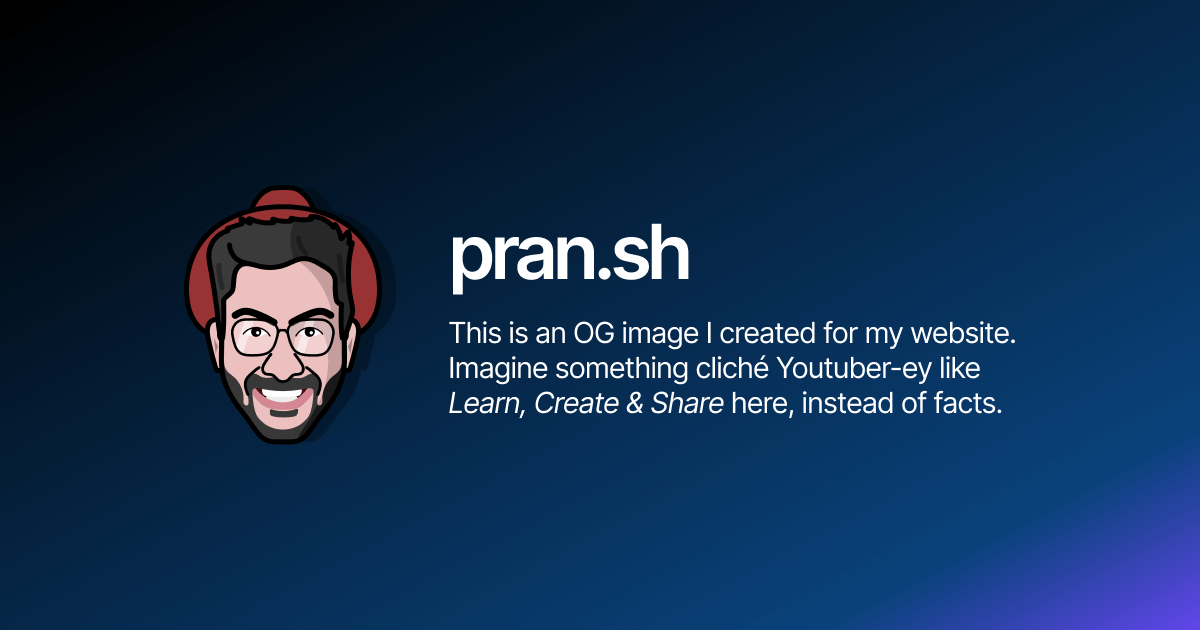 pran.sh
This is an OG image I created for my website.
Imagine something cliché Youtuber-ey like
Learn, Create & Share here, instead of facts.